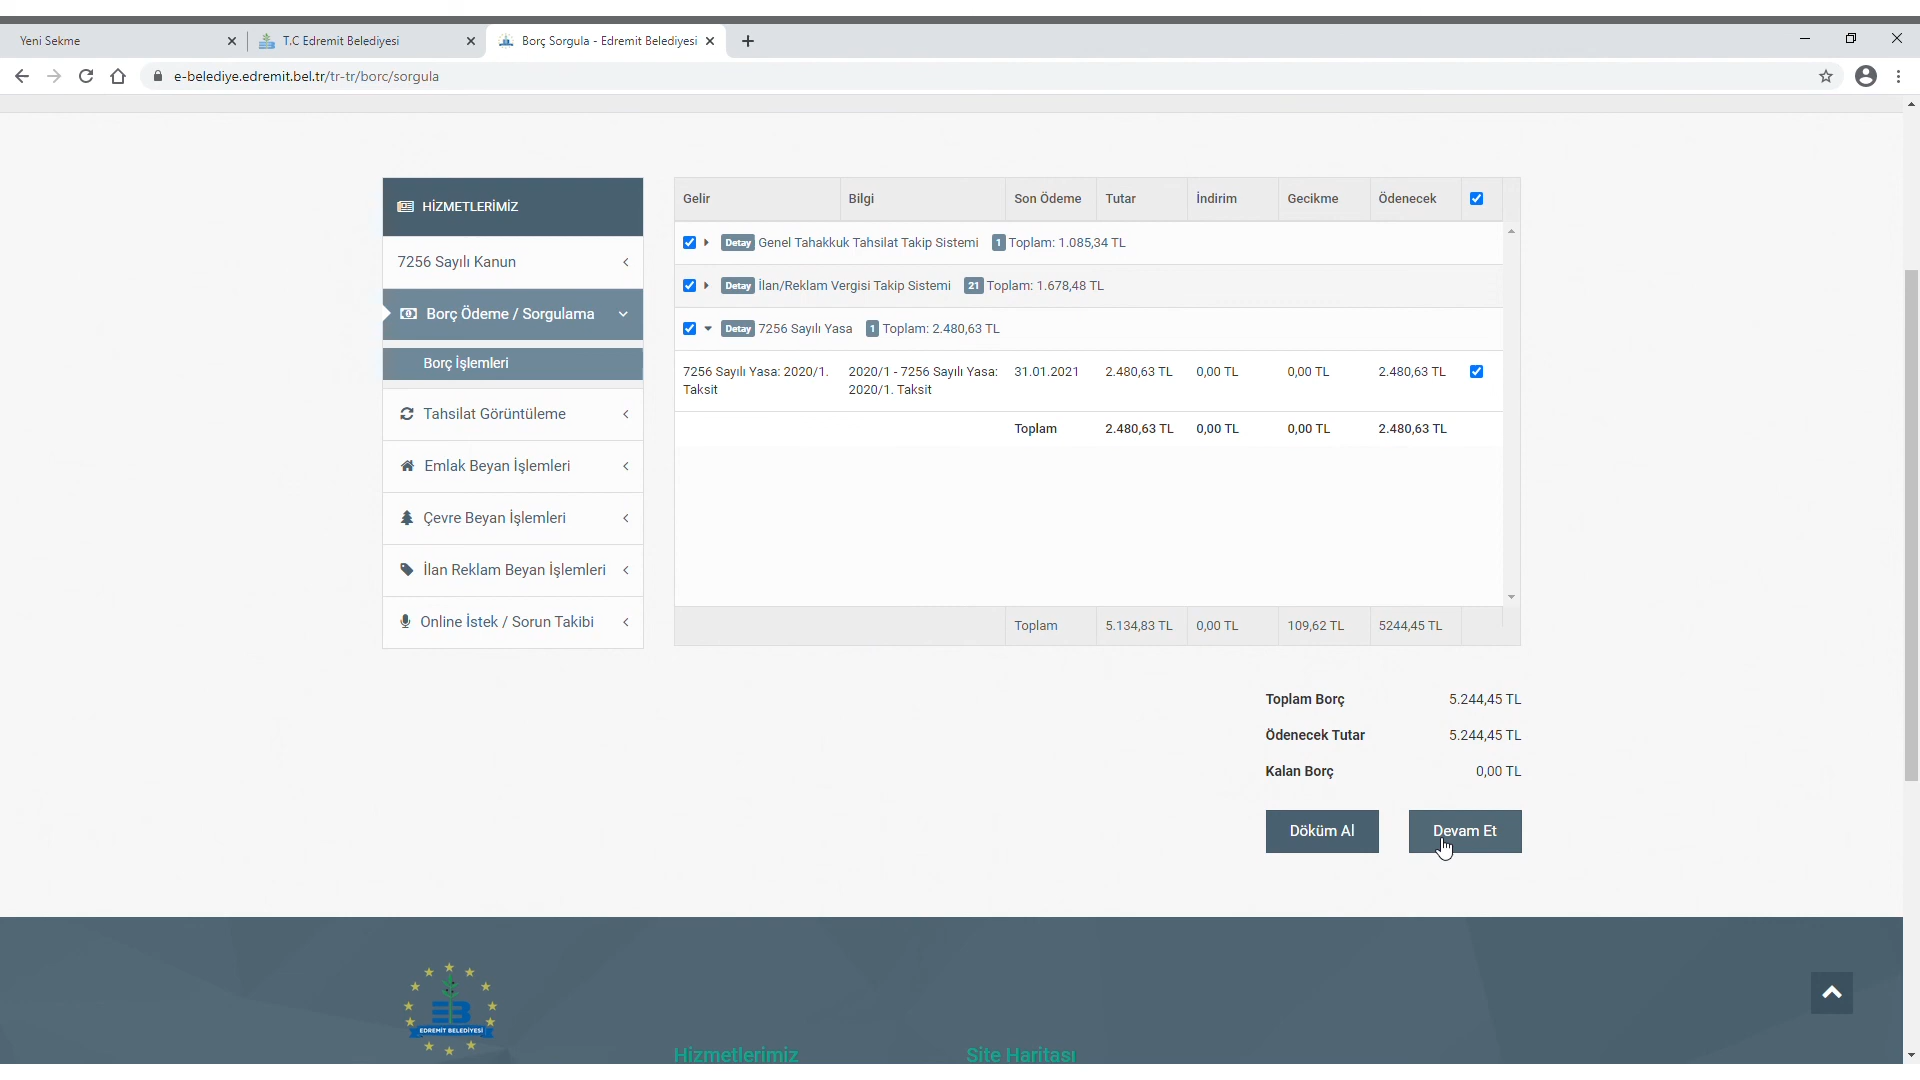 Yeni Sekme
T.C Edremit Belediyesi
Borç Sorgula - Edremit Belediyesi
e-belediye.edremit.bel.tr/tr-tr/borc/sorgula
HİZMETLERİMİZ
7256 Sayılı Kanun
Borç Ödeme / Sorgulama
Borç İşlemleri
Tahsilat Görüntüleme
Emlak Beyan İşlemleri
Çevre Beyan İşlemleri
İlan Reklam Beyan İşlemleri
Online İstek / Sorun Takibi
Gelir Bilgi Son Ödeme Tutar İndirim Gecikme Ödenecek
Detay Genel Tahakkuk Tahsilat Takip Sistemi 1 Toplam: 1.085,34 TL
Detay İlan/Reklam Vergisi Takip Sistemi 21 Toplam: 1.678,48 TL
Detay 7256 Sayılı Yasa 1 Toplam: 2.480,63 TL
7256 Sayılı Yasa: 2020/1. 2020/1 - 7256 Sayılı Yasa: 31.01.2021 2.480,63 TL 0,00 TL 0,00 TL 2.480,63 TL
Taksit 2020/1. Taksit
Toplam 2.480,63 TL 0,00 TL 0,00 TL 2.480,63 TL
Toplam 5.134,83 TL 0,00 TL 109,62 TL 5244,45 TL
Toplam Borç 5.244,45 TL
Ödenecek Tutar 5.244,45 TL
Kalan Borç 0,00 TL
Döküm Al Devam Et
EB
EDREMİT BELEDİYESİ
Hizmetlerimiz Site Haritası